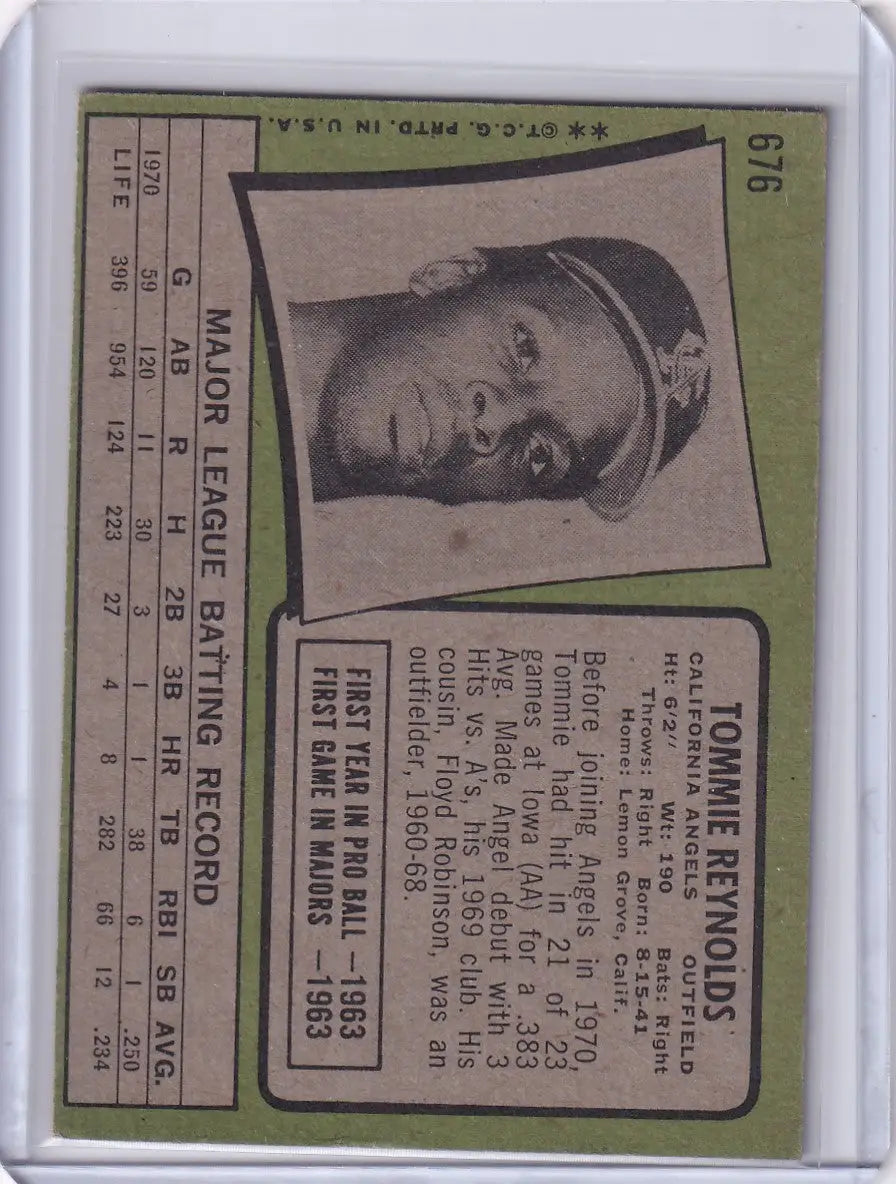 676
**©T.C.G. PRTD. IN U.S.A.
TOMMIE REYNOLDS
CALIFORNIA ANGELS OUTFIELD
Ht: 6'2" Wt: 190 Bats: Right
Throws: Right Born: 8-15-41
Home: Lemon Grove, Calif.
Before joining Angels in 1970,
Tommie had hit in 21 of 23
games at Iowa (AA) for a .383
Avg. Made Angel debut with 3
Hits vs. A's, his 1969 club. His
cousin, Floyd Robinson, was an
outfielder, 1960-68.
FIRST YEAR IN PRO BALL—1963
FIRST GAME IN MAJORS —1963
MAJOR LEAGUE BATTING RECORD
G AB R H 2B 3B HR TB RBI SB AVG.
1970 59 120 11 30 3 1 1 38 6 1 .250
LIFE 396 954 124 223 27 4 8 282 66 12 .234